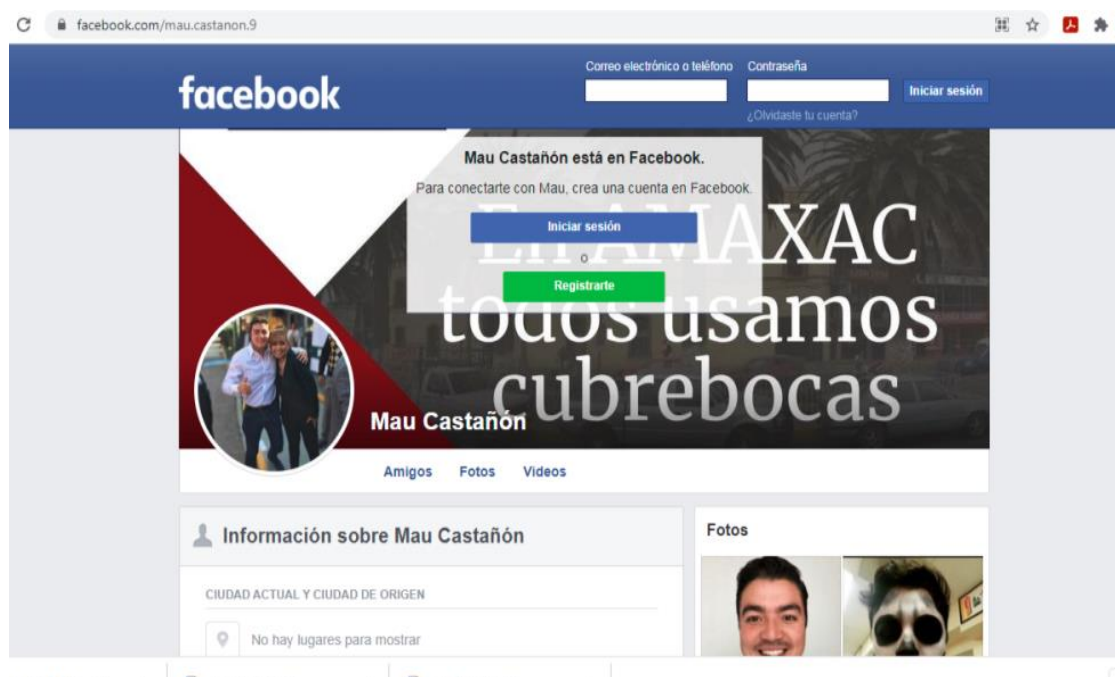 facebook.com/mau.castanon.9
facebook
Correo electrónico o teléfono
Contraseña
Iniciar sesión
¿Olvidaste tu cuenta?
Mau Castañón está en Facebook.
Para conectarte con Mau, crea una cuenta en Facebook.
Iniciar sesión
o
Registrarte
En AMAXAC
todos usamos
cubrebocas
Mau Castañón
Amigos Fotos Videos
Información sobre Mau Castañón
CIUDAD ACTUAL Y CIUDAD DE ORIGEN
No hay lugares para mostrar
Fotos